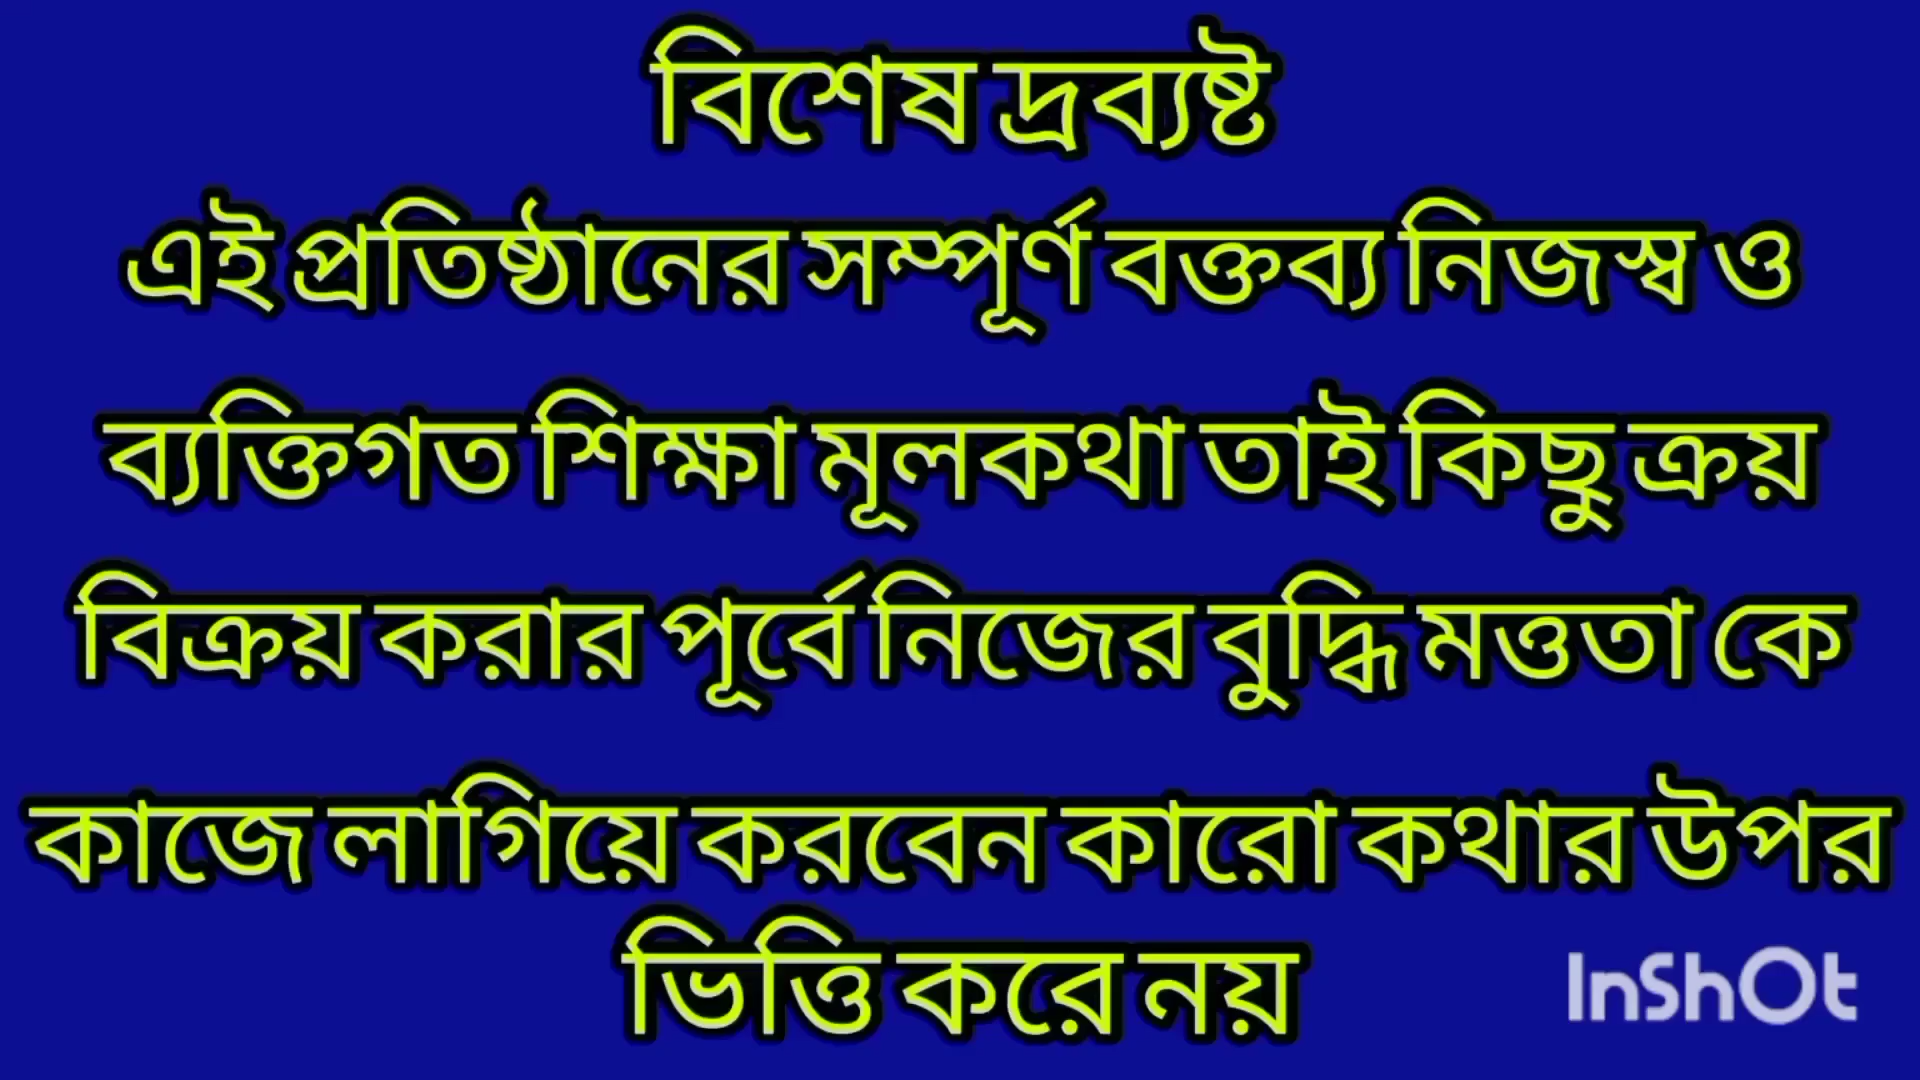 বিশেষ দ্রব্যষ্ট
এই প্রতিষ্ঠানের সম্পূর্ণ বক্তব্য নিজস্ব ও
ব্যক্তিগত শিক্ষা মূলকথা তাই কিছু ক্রয়
বিক্রয় করার পূর্বে নিজের বুদ্ধি মত্ততা কে
কাজে লাগিয়ে করবেন কারো কথার উপর
ভিত্তি করে নয়
InShOt